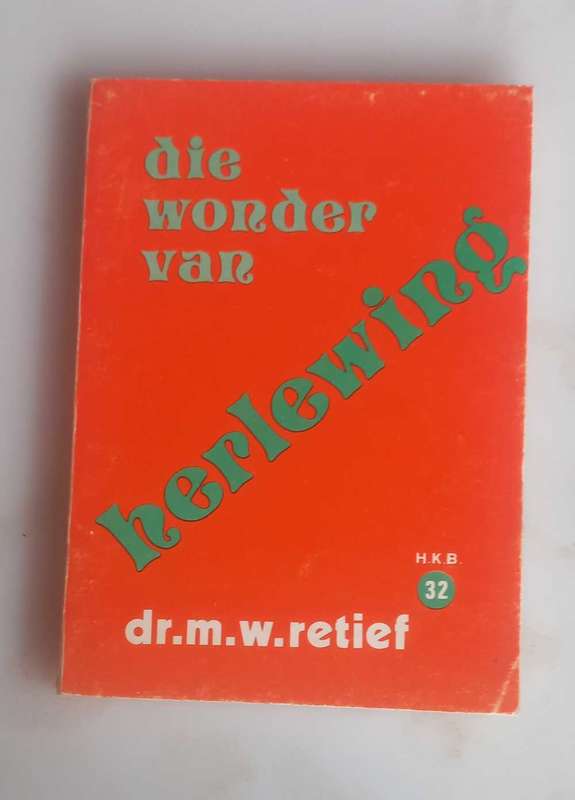 die
wonder
van
herlewing
H.K.B.
32
dr.m.w.retief